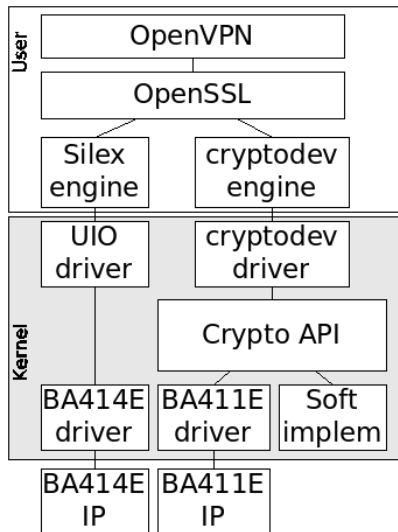 User
OpenVPN
OpenSSL
Silex
engine
cryptodev
engine
Kernel
UIO
driver
cryptodev
driver
Crypto API
BA414E
driver
BA411E
driver
Soft
implem
BA414E
IP
BA411E
IP